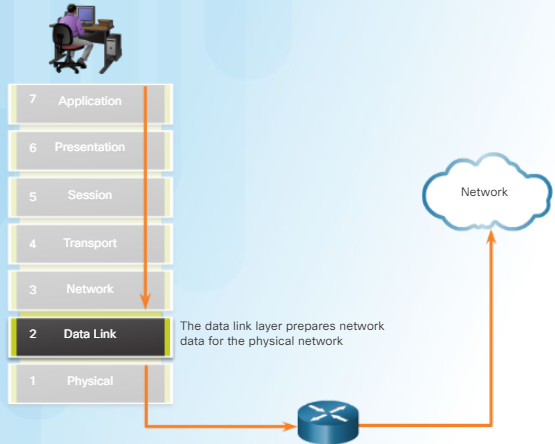 7 Application
6 Presentation
5 Session
4 Transport
3 Network
2 Data Link
The data link layer prepares network
data for the physical network
1 Physical
Network